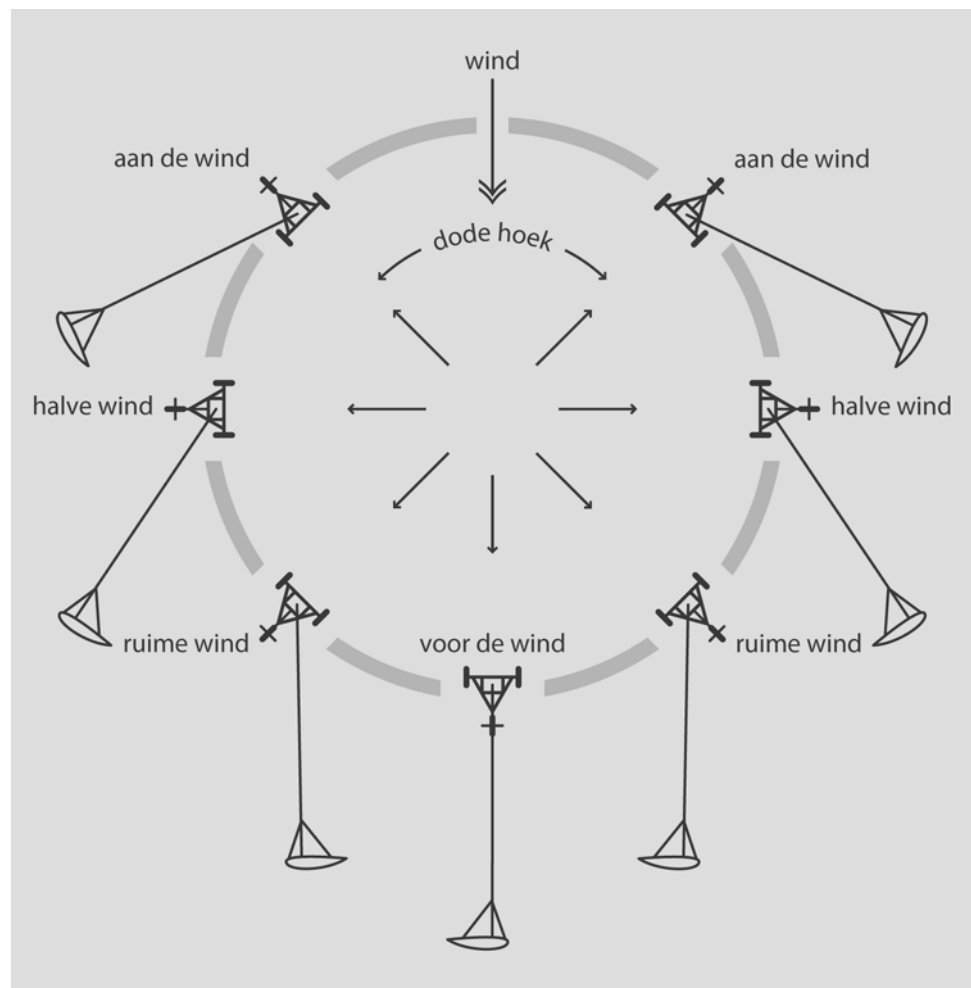 wind
aan de wind
aan de wind
dode hoek
halve wind
halve wind
ruime wind
voor de wind
ruime wind